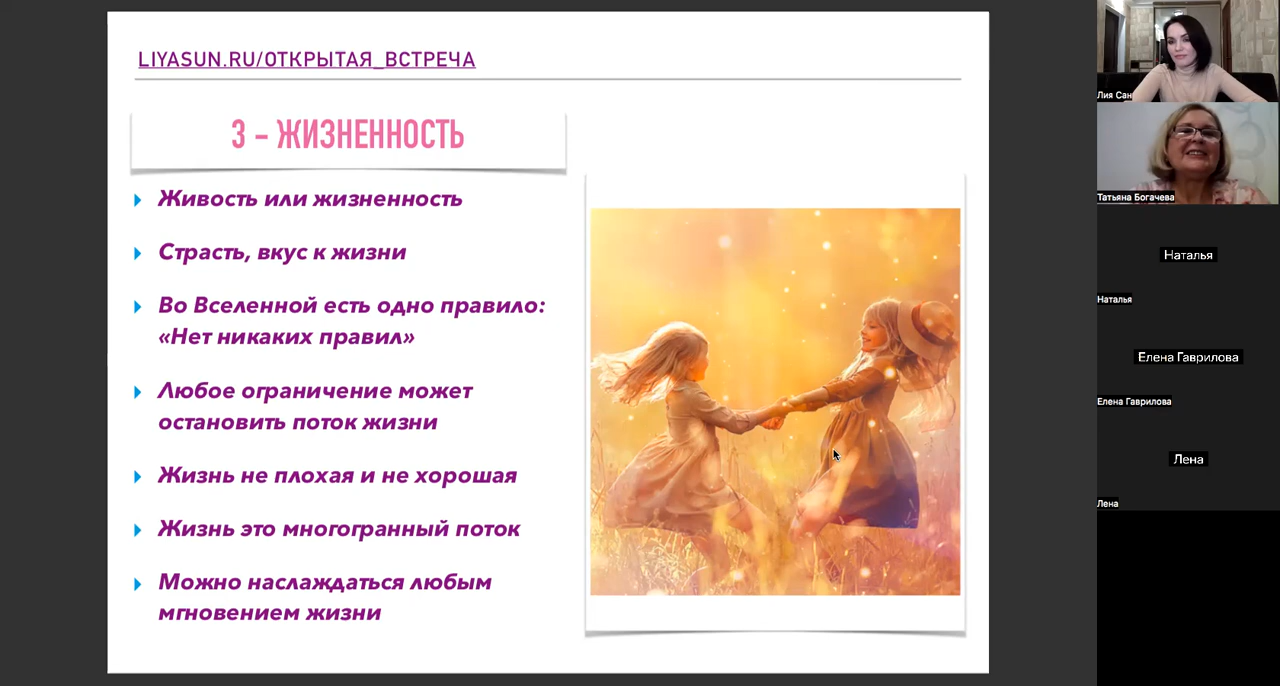 LIYASUN.RU/ОТКРЫТАЯ_ВСТРЕЧА
3 – ЖИЗНЕННОСТЬ
Живость или жизненность
Страсть, вкус к жизни
Во Вселенной есть одно правило:
«Нет никаких правил»
Любое ограничение может
остановить поток жизни
Жизнь не плохая и не хорошая
Жизнь это многогранный поток
Можно наслаждаться любым
мгновением жизни
Лия Сан
Татьяна Богачева
Наталья
Наталья
Елена Гаврилова
Елена Гаврилова
Лена
Лена